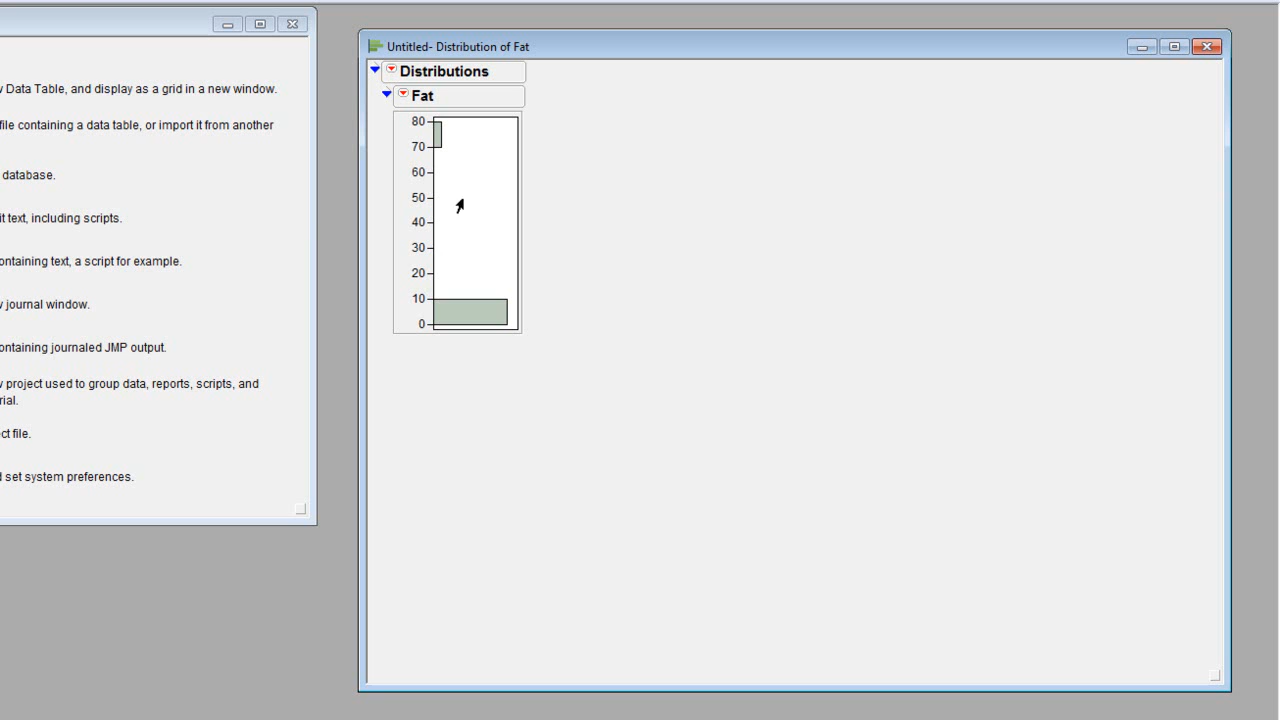 w Data Table, and display as a grid in a new window.
file containing a data table, or import it from another
database.
it text, including scripts.
ontaining text, a script for example.
w journal window.
ontaining journaled JMP output.
w project used to group data, reports, scripts, and
rial.
ct file.
d set system preferences.
Untitled- Distribution of Fat
Distributions
Fat
80
70
60
50
40
30
20
10
0